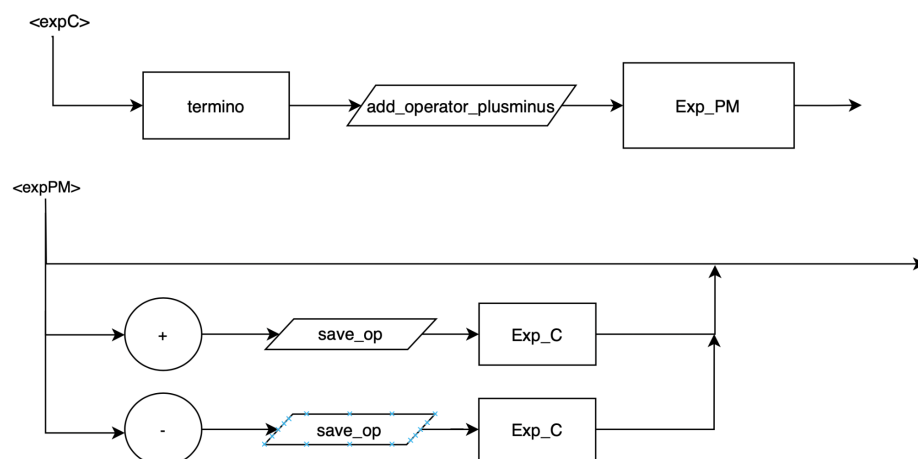 <expC>
termino
add_operator_plusminus
Exp_PM
<expPM>
+
save_op
Exp_C
-
save_op
Exp_C